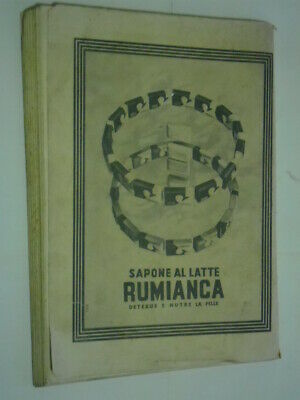 SAPONE AL LATTE
RUMIANCA
DETERGE E NUTRE LA PELLE